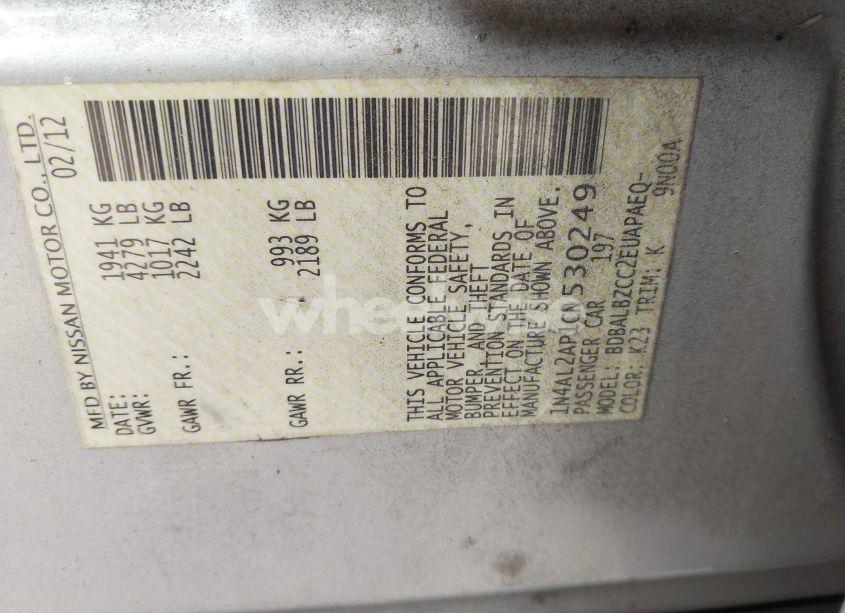 MFD BY NISSAN MOTOR CO., LTD.
DATE: 02/12
GVWR: 1941 KG
4279 LB
GAWR FR.: 1017 KG
2242 LB
GAWR RR.: 993 KG
2189 LB
THIS VEHICLE CONFORMS TO
ALL APPLICABLE FEDERAL
MOTOR VEHICLE SAFETY,
BUMPER, AND THEFT
PREVENTION STANDARDS IN
EFFECT ON THE DATE OF
MANUFACTURE SHOWN ABOVE.
1N4AL2AP1CN530249
PASSENGER CAR 197
MODEL: BDBALBZCC2EUAPAEQ-
COLOR: K23 TRIM: K 9N00A